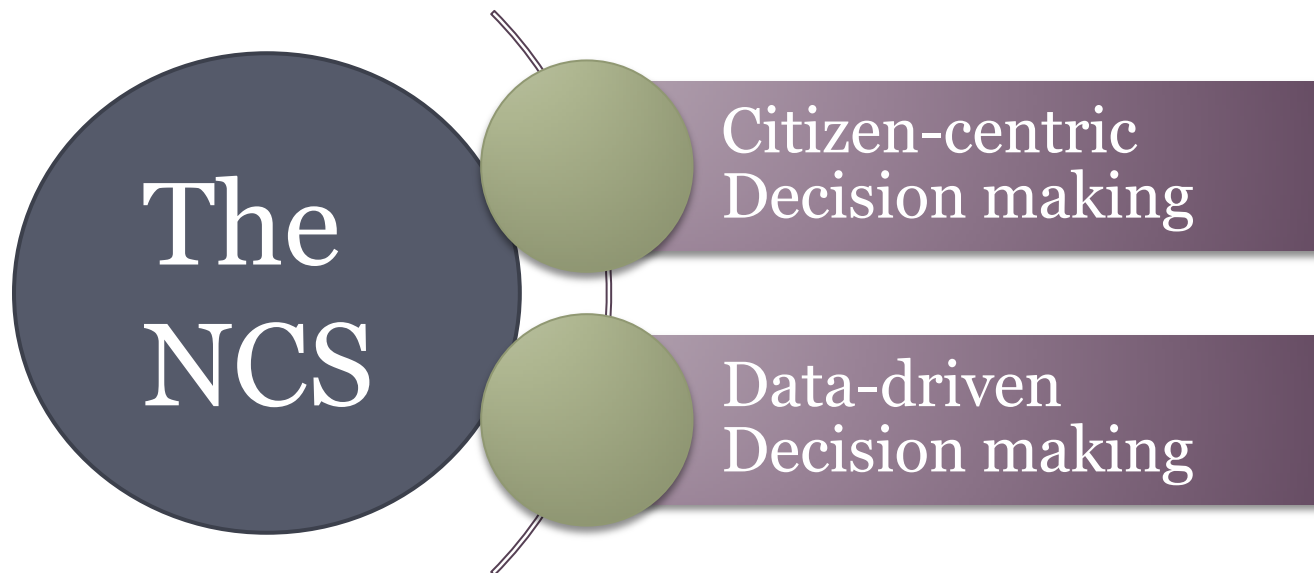 The
NCS
Citizen-centric
Decision making
Data-driven
Decision making